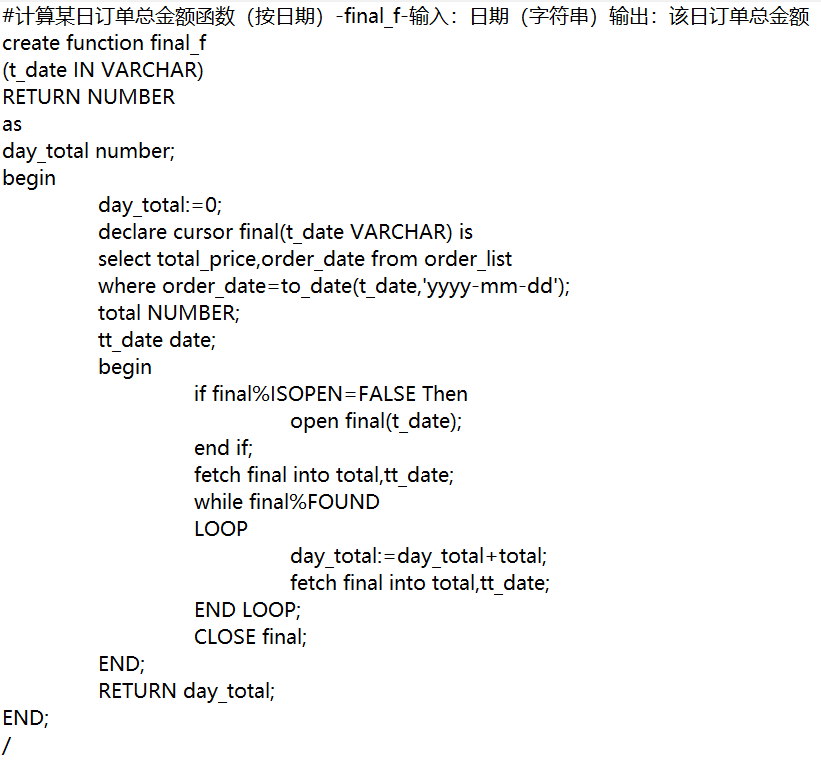 #计算某日订单总金额函数（按日期）-final_f-输入：日期（字符串）输出：该日订单总金额
create function final_f
(t_date IN VARCHAR)
RETURN NUMBER
as
day_total number;
begin
day_total:=0;
declare cursor final(t_date VARCHAR) is
select total_price,order_date from order_list
where order_date=to_date(t_date,'yyyy-mm-dd');
total NUMBER;
tt_date date;
begin
if final%ISOPEN=FALSE Then
open final(t_date);
end if;
fetch final into total,tt_date;
while final%FOUND
LOOP
day_total:=day_total+total;
fetch final into total,tt_date;
END LOOP;
CLOSE final;
END;
RETURN day_total;
END;
/